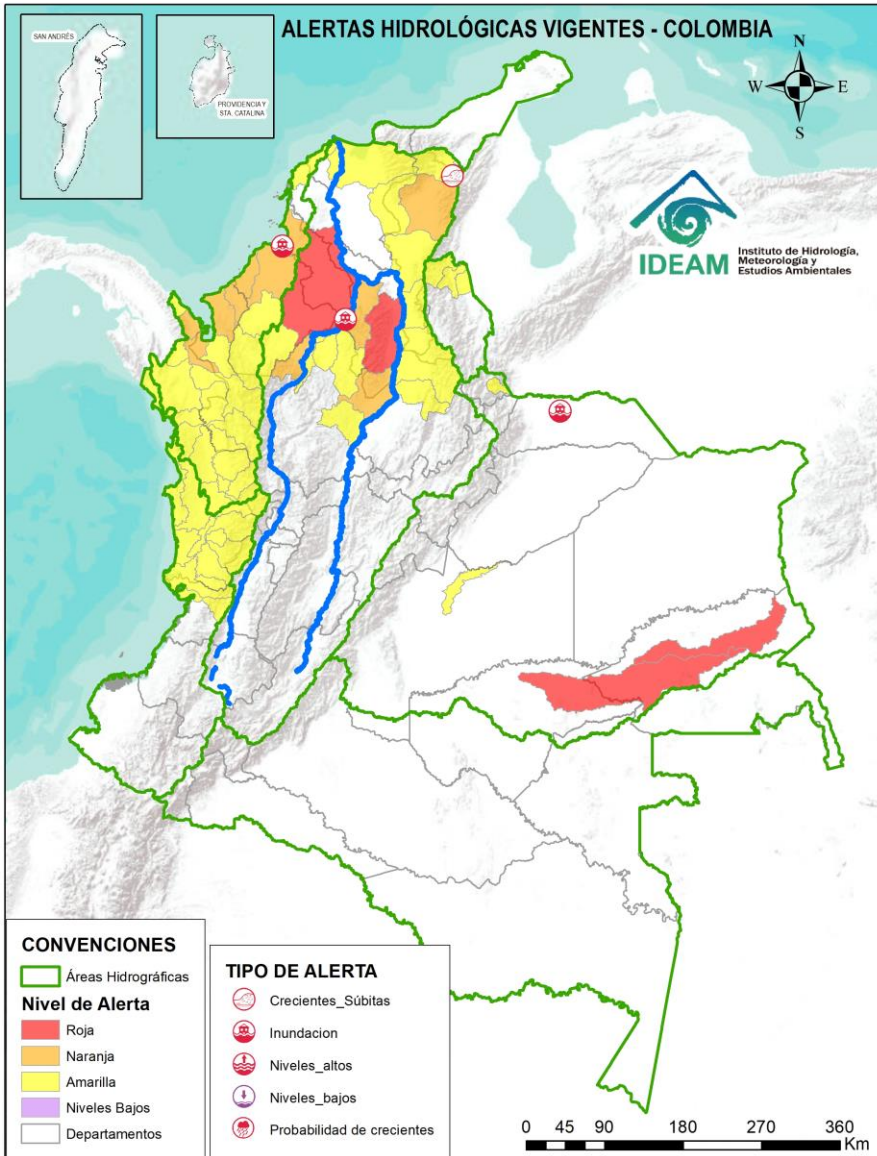 ALERTAS HIDROLÓGICAS VIGENTES - COLOMBIA
SAN ANDRÉS
PROVIDENCIA Y
STA. CATALINA
N
W
E
S
IDEAM
Instituto de Hidrología,
Meteorología y
Estudios Ambientales
CONVENCIONES
Áreas Hidrográficas
Nivel de Alerta
Roja
Naranja
Amarilla
Niveles Bajos
Departamentos
TIPO DE ALERTA
Crecientes_Súbitas
Inundacion
Niveles_altos
Niveles_bajos
Probabilidad de crecientes
0 45 90 180 270 360
Km